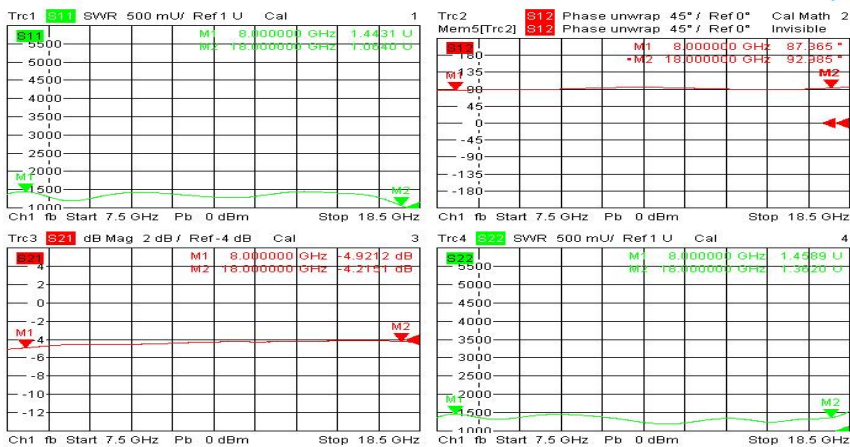 Trc1 S11 SWR 500 mU/ Ref 1 U Cal 1
S11
M1 8.000000 GHz 1.4431 U
M2 18.000000 GHz 1.0640 U
5500
5000
4500
4000
3500
3000
2500
2000
1500
1000
M1
M2
Ch1 fb Start 7.5 GHz Pb 0 dBm Stop 18.5 GHz
Trc2 S12 Phase unwrap 45°/ Ref 0° Cal Math 2
Mem5[Trc2] S12 Phase unwrap 45°/ Ref 0° Invisible
S12
M1 8.000000 GHz 87.365 °
•M2 18.000000 GHz 92.985 °
180
135
90
45
0
-45
-90
-135
-180
M1
M2
Ch1 fb Start 7.5 GHz Pb 0 dBm Stop 18.5 GHz
Trc3 S21 dB Mag 2 dB/ Ref -4 dB Cal 3
S21
M1 8.000000 GHz -4.9212 dB
M2 18.000000 GHz -4.2151 dB
4
2
0
-2
-4
-6
-8
-10
-12
M1
M2
Ch1 fb Start 7.5 GHz Pb 0 dBm Stop 18.5 GHz
Trc4 S22 SWR 500 mU/ Ref 1 U Cal 4
S22
M1 8.000000 GHz 1.4589 U
M2 18.000000 GHz 1.3620 U
5500
5000
4500
4000
3500
3000
2500
2000
1500
1000
M1
M2
Ch1 fb Start 7.5 GHz Pb 0 dBm Stop 18.5 GHz